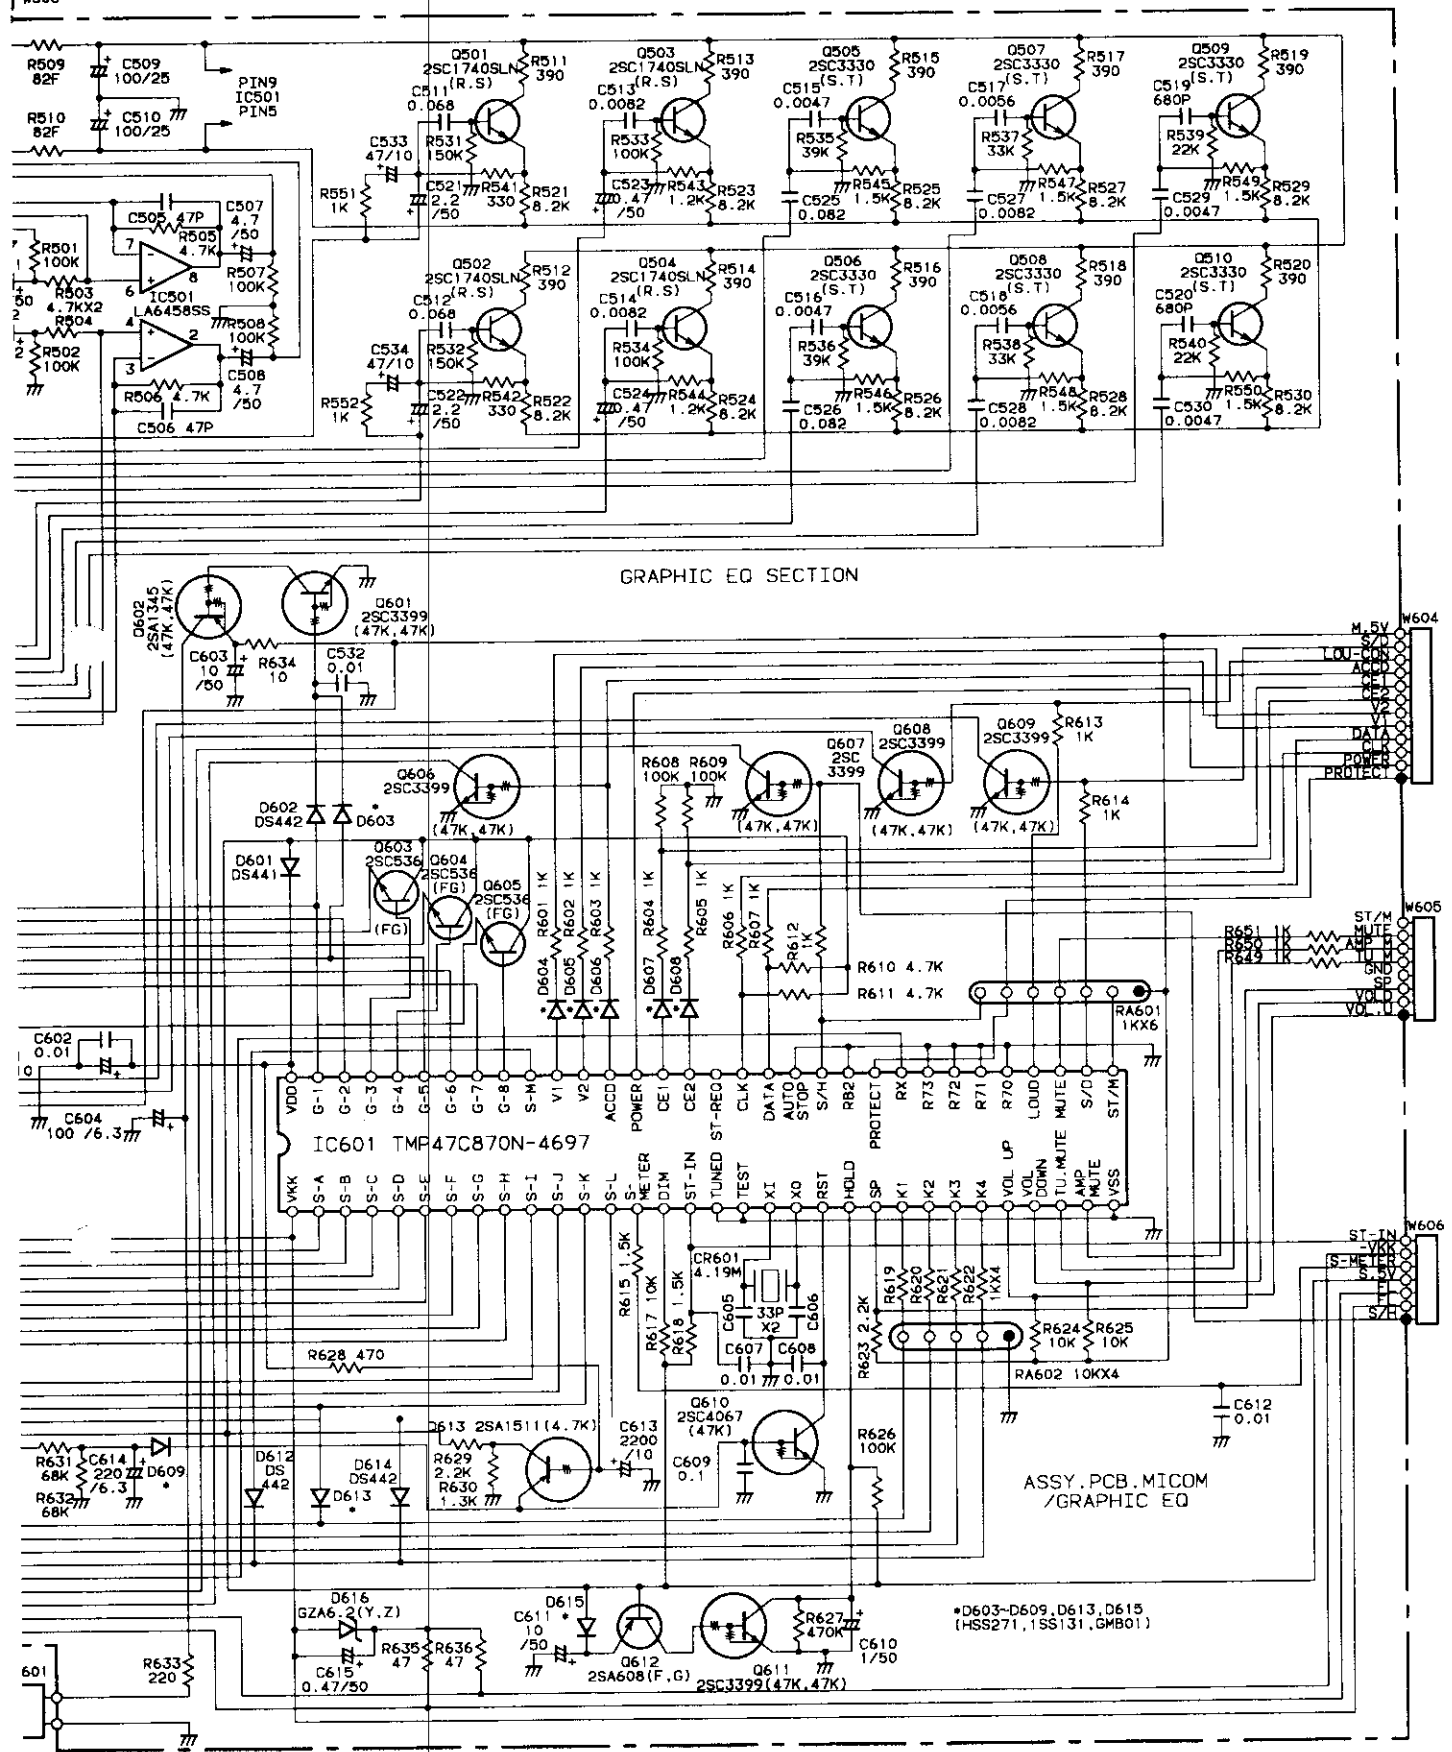 R509
82F
C509
100/25
PIN9
IC501
PIN5
R510
82F
C510
100/25
Q501
2SC1740SLN
(R.S)
R511
390
C511
0.068
R531
150K
C533
47/10
R551
1K
C521
2.2
/50
R541
330
R521
8.2K
Q503
2SC1740SLN
(R.S)
R513
390
C513
0.0082
R533
100K
C523
0.47
/50
R543
1.2K
R523
8.2K
Q505
2SC3330
(S.T)
R515
390
C515
0.0047
R535
39K
C525
0.082
R545
1.5K
R525
8.2K
Q507
2SC3330
(S.T)
R517
390
C517
0.0056
R537
33K
C527
0.0082
R547
1.5K
R527
8.2K
Q509
2SC3330
(S.T)
R519
390
C519
680P
R539
22K
C529
0.0047
R549
1.5K
R529
8.2K
C505 47P
R505
4.7K
C507
4.7
/50
R501
100K
7
8
6
R503
4.7KX2
R504
IC501
LA6458SS
R507
100K
R508
100K
4
2
3
R502
100K
C508
4.7
/50
R506 4.7K
C506 47P
Q502
2SC1740SLN
(R.S)
R512
390
C512
0.068
R532
150K
C534
47/10
R552
1K
C522
2.2
/50
R542
330
R522
8.2K
Q504
2SC1740SLN
(R.S)
R514
390
C514
0.0082
R534
100K
C524
0.47
/50
R544
1.2K
R524
8.2K
Q506
2SC3330
(S.T)
R516
390
C516
0.0047
R536
39K
C526
0.082
R546
1.5K
R526
8.2K
Q508
2SC3330
(S.T)
R518
390
C518
0.0056
R538
33K
C528
0.0082
R548
1.5K
R528
8.2K
Q510
2SC3330
(S.T)
R520
390
C520
680P
R540
22K
C530
0.0047
R550
1.5K
R530
8.2K
GRAPHIC EQ SECTION
Q602
2SA1345
(47K,47K)
Q601
2SC3399
(47K,47K)
C603
10
/50
R634
10
C532
0.01
W604
M.5V
S/D
LOU-CON
ACCD
CE2
V2
V1
DATA
CLK
POWER
PROTECT
Q606
2SC3399
(47K,47K)
R608
100K
R609
100K
Q607
2SC
3399
(47K,47K)
Q608
2SC3399
(47K,47K)
Q609
2SC3399
(47K,47K)
R613
1K
R614
1K
D602
DS442
*
D603
D601
DS441
Q603
2SC536
(FG)
Q604
2SC536
(FG)
Q605
2SC536
(FG)
R601 1K
R602 1K
R603 1K
R604 1K
R605 1K
R606 1K
R607 1K
R612
1K
R610 4.7K
R611 4.7K
D604
*
D605
*
D606
*
D607
*
D608
*
RA601
1KX6
W605
ST/M
R651 1K
MUTE
R650 1K
AMP M
R649 1K
TU M
GND
SP
VOLD
VOL.U
C602
0.01
C604
100 /6.3
VDD
G-1
G-2
G-3
G-4
G-5
G-6
G-7
G-8
S-M
V1
V2
ACCD
POWER
CE1
CE2
ST-REQ
CLK
DATA
AUTO
STOP
S/H
R82
PROTECT
RX
R73
R72
R71
R70
LOUD
MUTE
S/D
ST/M
IC601 TMP47C870N-4697
VKK
S-A
S-B
S-C
S-D
S-E
S-F
S-G
S-H
S-I
S-J
S-K
S-L
S-
METER
DIM
ST-IN
TUNED
TEST
XI
XO
RST
HOLD
SP
K1
K2
K3
K4
VOL UP
VOL
DOWN
TU.MUTE
AMP
MUTE
VSS
W606
ST-IN
-VKK
S-METER
S.5V
S/H
R615 1.5K
R617 10K
R618 1.5K
CR601
4.19M
C605
33P
X2
C606
C607
0.01
C608
0.01
R619
R620
R621
R622
1KX4
R623 2.2K
R624
10K
R625
10K
RA602 10KX4
R628 470
C612
0.01
R631
68K
R632
68K
C614
220
/6.3
D609
*
D612
DS
442
D613
*
D614
DS442
Q613 2SA1511(4.7K)
R629
2.2K
R630
1.3K
C613
2200
/10
Q610
2SC4067
(47K)
C609
0.1
R626
100K
ASSY.PCB.MICOM
/GRAPHIC EQ
D616
GZA6.2(Y,Z)
C615
0.47/50
R635
47
R636
47
C611
10
/50
D615
*
Q612
2SA608(F,G)
Q611
2SC3399(47K,47K)
R627
470K
C610
1/50
*D603~D609,D613,D615
(HSS271,1SS131,GMB01)
601
R633
220